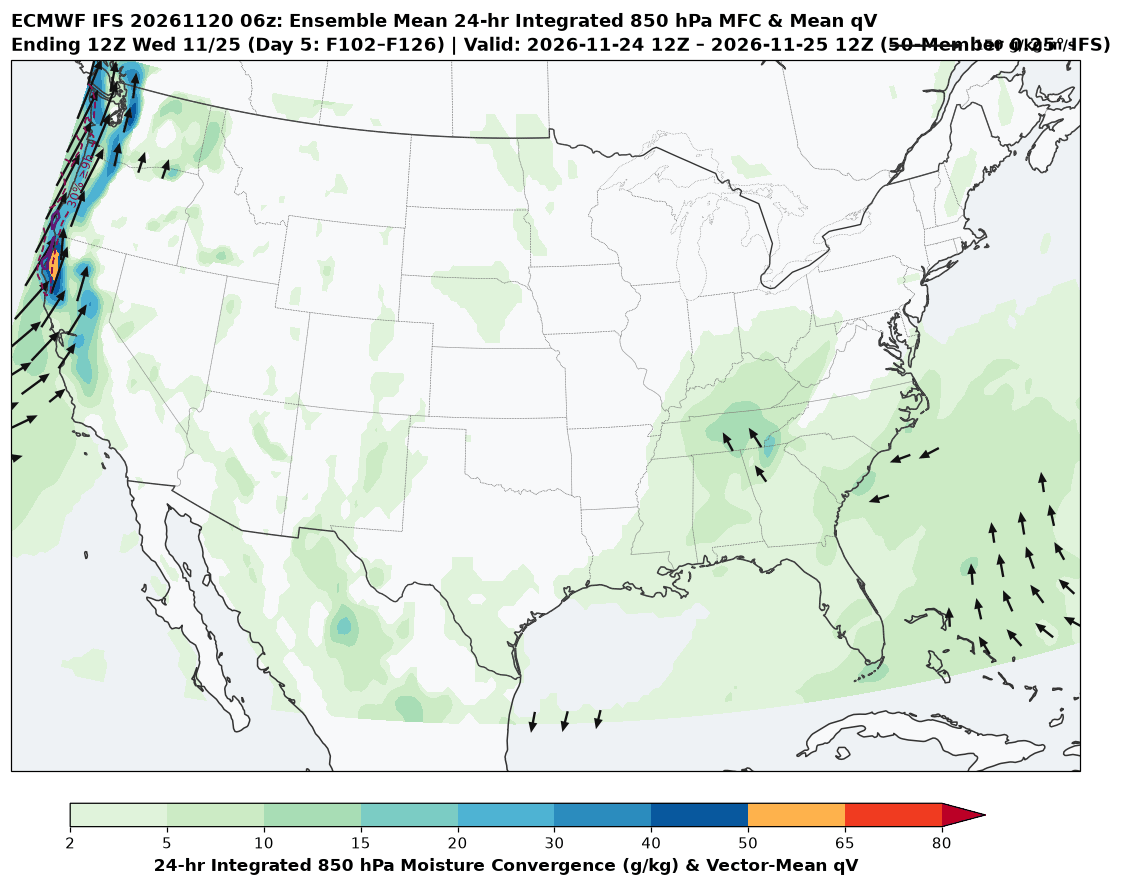 ECMWF IFS 20261120 06z: Ensemble Mean 24-hr Integrated 850 hPa MFC & Mean qV
Ending 12Z Wed 11/25 (Day 5: F102–F126) | Valid: 2026-11-24 12Z – 2026-11-25 12Z (50-Member 0.25° IFS)
2 5 10 15 20 30 40 50 65 80
24-hr Integrated 850 hPa Moisture Convergence (g/kg) & Vector-Mean qV